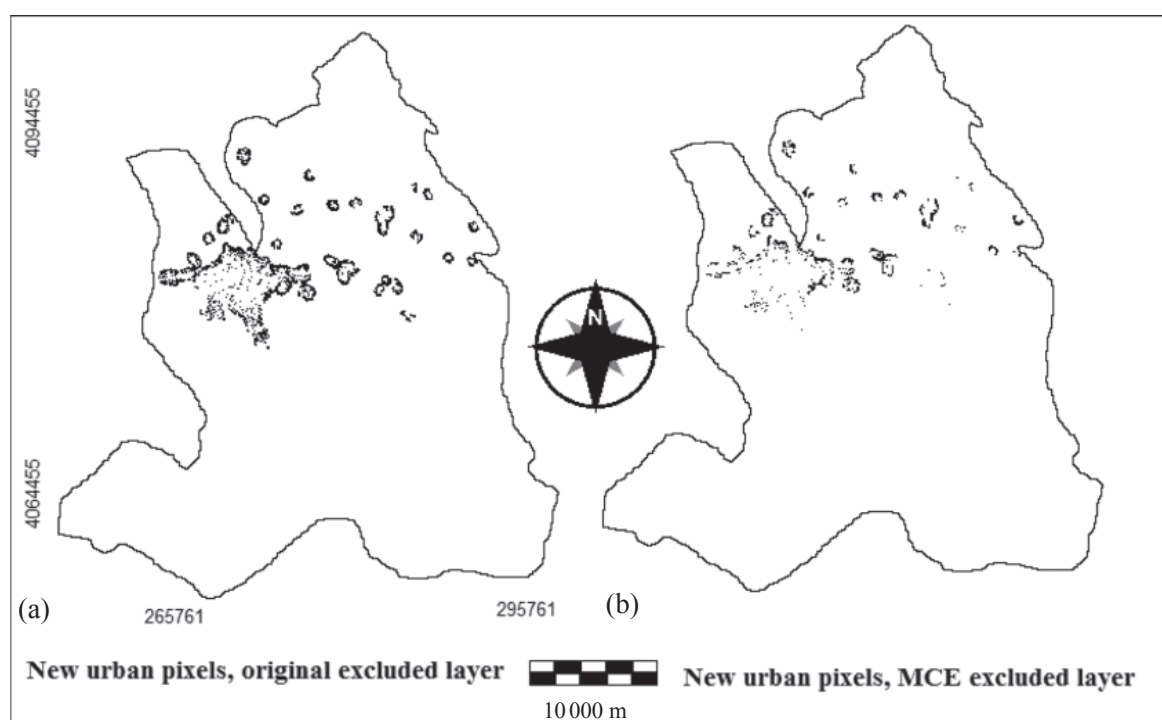 4094455
4064455
N
(a)
265761
295761
(b)
New urban pixels, original excluded layer
New urban pixels, MCE excluded layer
10 000 m